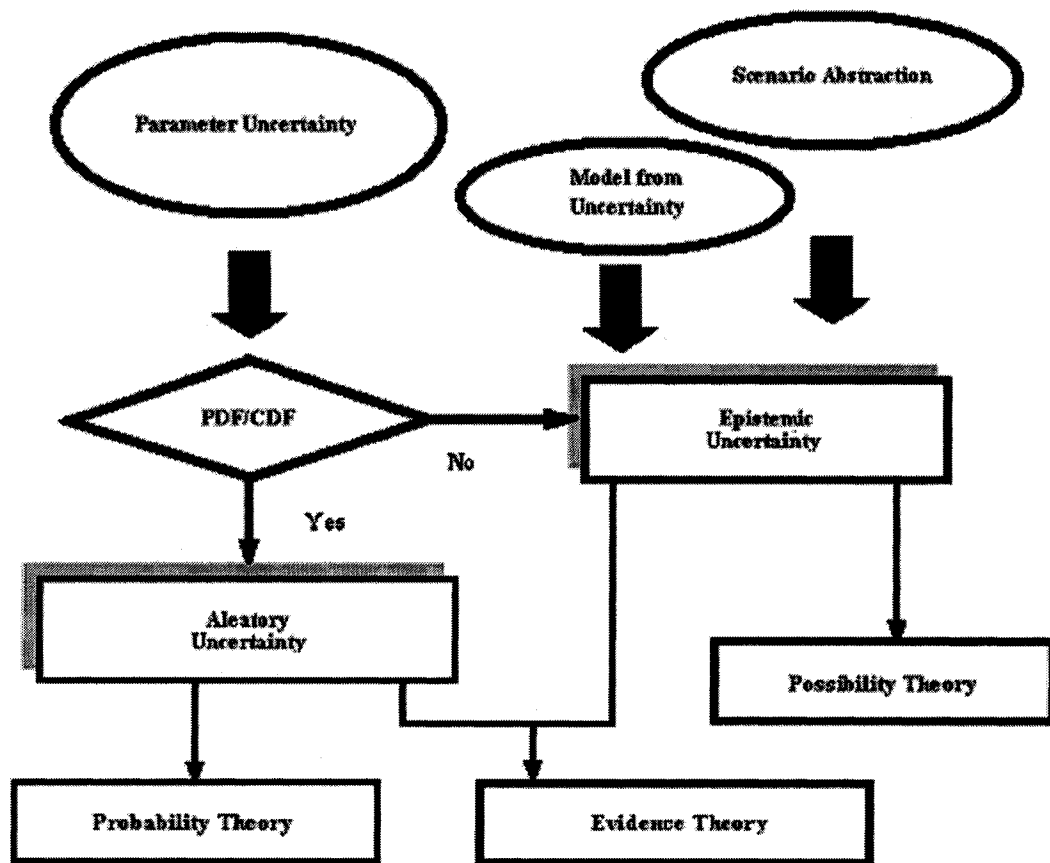 Scenario Abstraction
Parameter Uncertainty
Model from
Uncertainty
PDF/CDF
No
Epistemic
Uncertainty
Yes
Aleatory
Uncertainty
Possibility Theory
Probability Theory
Evidence Theory